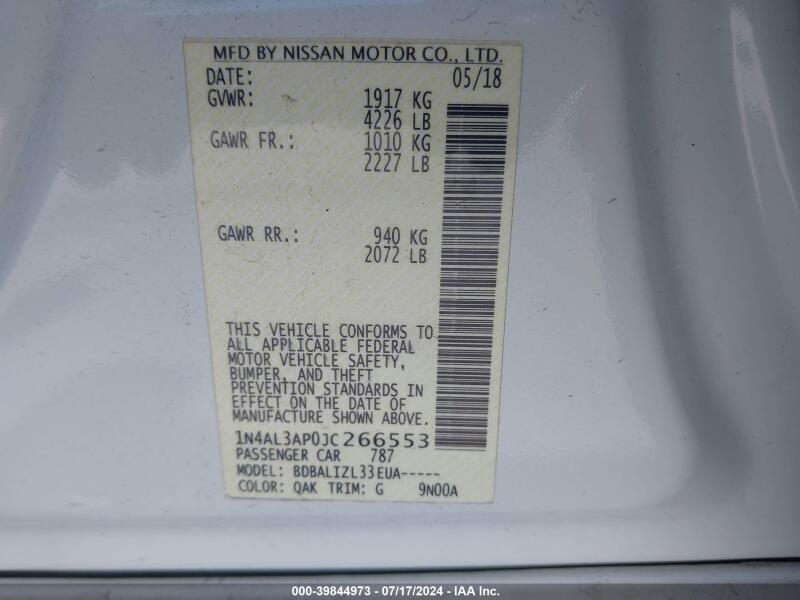 MFD BY NISSAN MOTOR CO., LTD.
DATE: 05/18
GVWR: 1917 KG
4226 LB
GAWR FR.: 1010 KG
2227 LB
GAWR RR.: 940 KG
2072 LB
THIS VEHICLE CONFORMS TO
ALL APPLICABLE FEDERAL
MOTOR VEHICLE SAFETY,
BUMPER, AND THEFT
PREVENTION STANDARDS IN
EFFECT ON THE DATE OF
MANUFACTURE SHOWN ABOVE.
1N4AL3AP0JC266553
PASSENGER CAR 787
MODEL: BDBALIZL33EUA-----
COLOR: QAK TRIM: G 9N00A
000-39844973 - 07/17/2024 - IAA Inc.